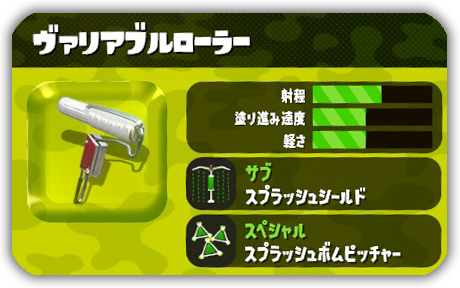 ヴァリアブルローラー
射程
塗り進み速度
軽さ
サブ
スプラッシュシールド
スペシャル
スプラッシュボムピッチャー